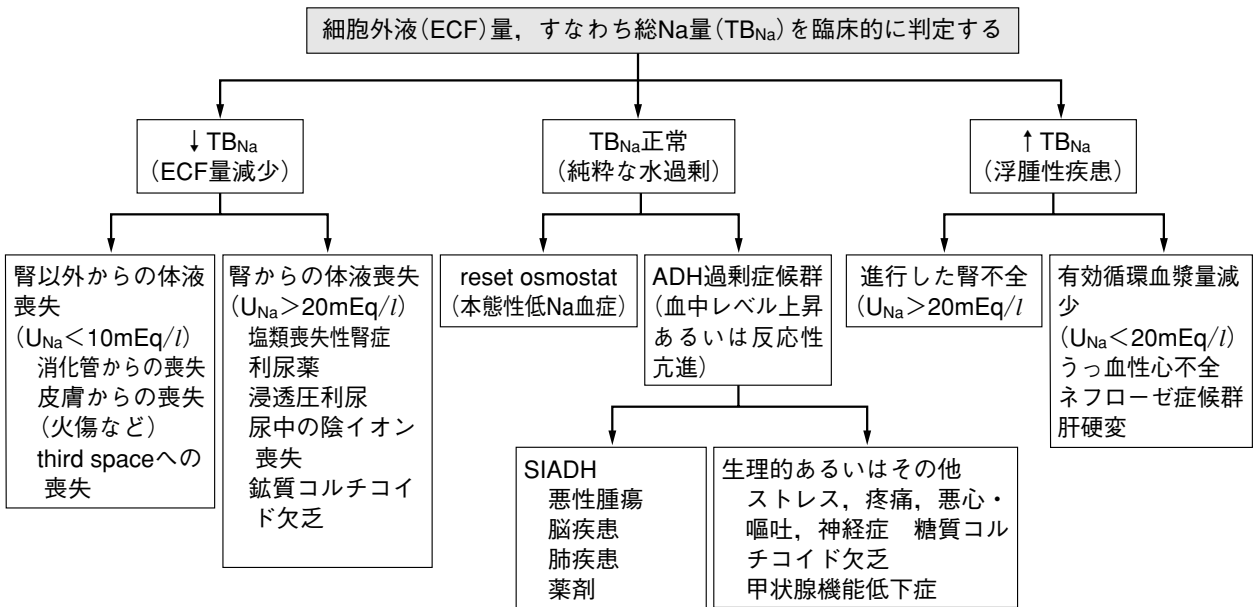 細胞外液(ECF)量，すなわち総Na量(TBNa)を臨床的に判定する
↓TBNa
(ECF量減少)
TBNa正常
(純粋な水過剰)
↑TBNa
(浮腫性疾患)
腎以外からの体液
喪失
(UNa＜10mEq/l)
消化管からの喪失
皮膚からの喪失
(火傷など)
third spaceへの
喪失
腎からの体液喪失
(UNa＞20mEq/l)
塩類喪失性腎症
利尿薬
浸透圧利尿
尿中の陰イオン
喪失
鉱質コルチコイ
ド欠乏
reset osmostat
(本態性低Na血症)
ADH過剰症候群
(血中レベル上昇
あるいは反応性
亢進)
SIADH
悪性腫瘍
脳疾患
肺疾患
薬剤
生理的あるいはその他
ストレス，疼痛，悪心・
嘔吐，神経症　糖質コル
チコイド欠乏
甲状腺機能低下症
進行した腎不全
(UNa＞20mEq/l
有効循環血漿量減
少
(UNa＜20mEq/l)
うっ血性心不全
ネフローゼ症候群
肝硬変